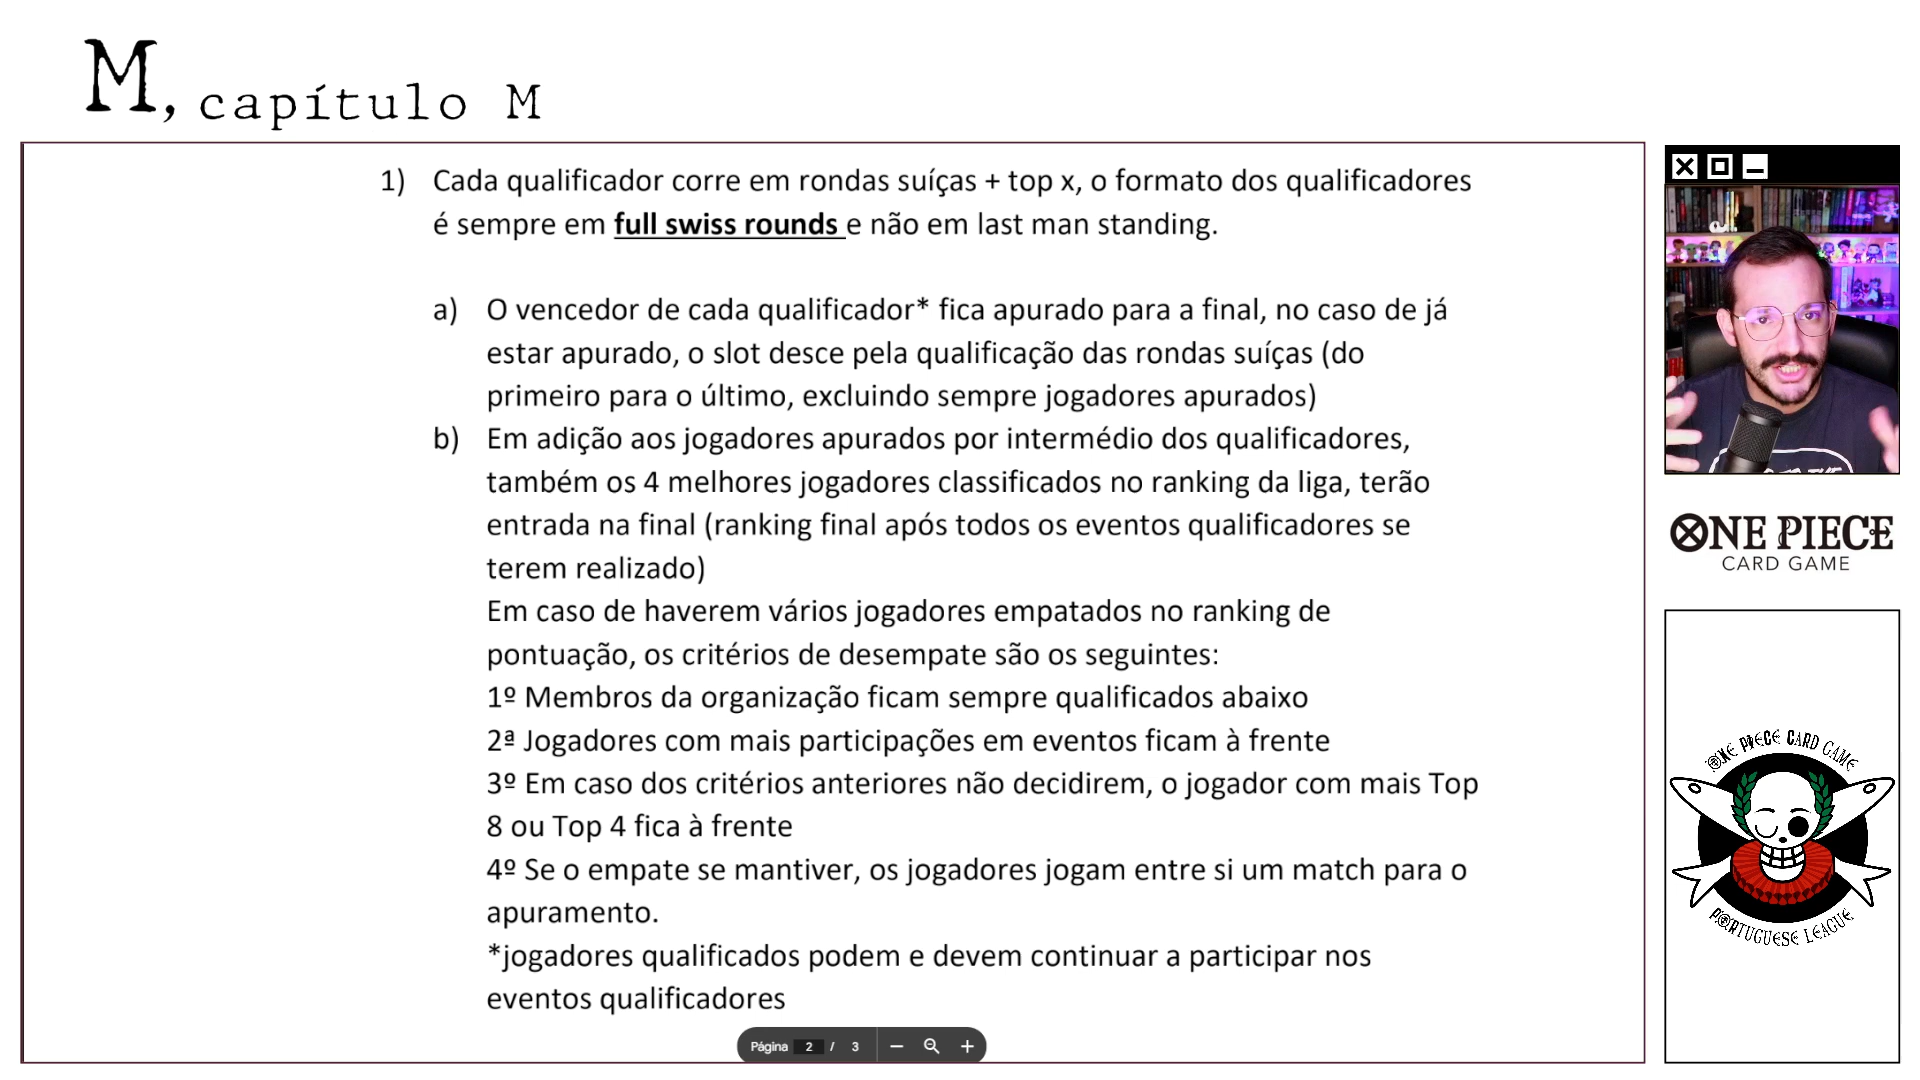 M, capítulo M
1) Cada qualificador corre em rondas suíças + top x, o formato dos qualificadores
é sempre em full swiss rounds e não em last man standing.
a) O vencedor de cada qualificador* fica apurado para a final, no caso de já
estar apurado, o slot desce pela qualificação das rondas suíças (do
primeiro para o último, excluindo sempre jogadores apurados)
b) Em adição aos jogadores apurados por intermédio dos qualificadores,
também os 4 melhores jogadores classificados no ranking da liga, terão
entrada na final (ranking final após todos os eventos qualificadores se
terem realizado)
Em caso de haverem vários jogadores empatados no ranking de
pontuação, os critérios de desempate são os seguintes:
1º Membros da organização ficam sempre qualificados abaixo
2ª Jogadores com mais participações em eventos ficam à frente
3º Em caso dos critérios anteriores não decidirem, o jogador com mais Top
8 ou Top 4 fica à frente
4º Se o empate se mantiver, os jogadores jogam entre si um match para o
apuramento.
*jogadores qualificados podem e devem continuar a participar nos
eventos qualificadores
Página 2 / 3
ONE PIECE
CARD GAME
ONE PIECE CARD GAME
PORTUGUESE LEAGUE